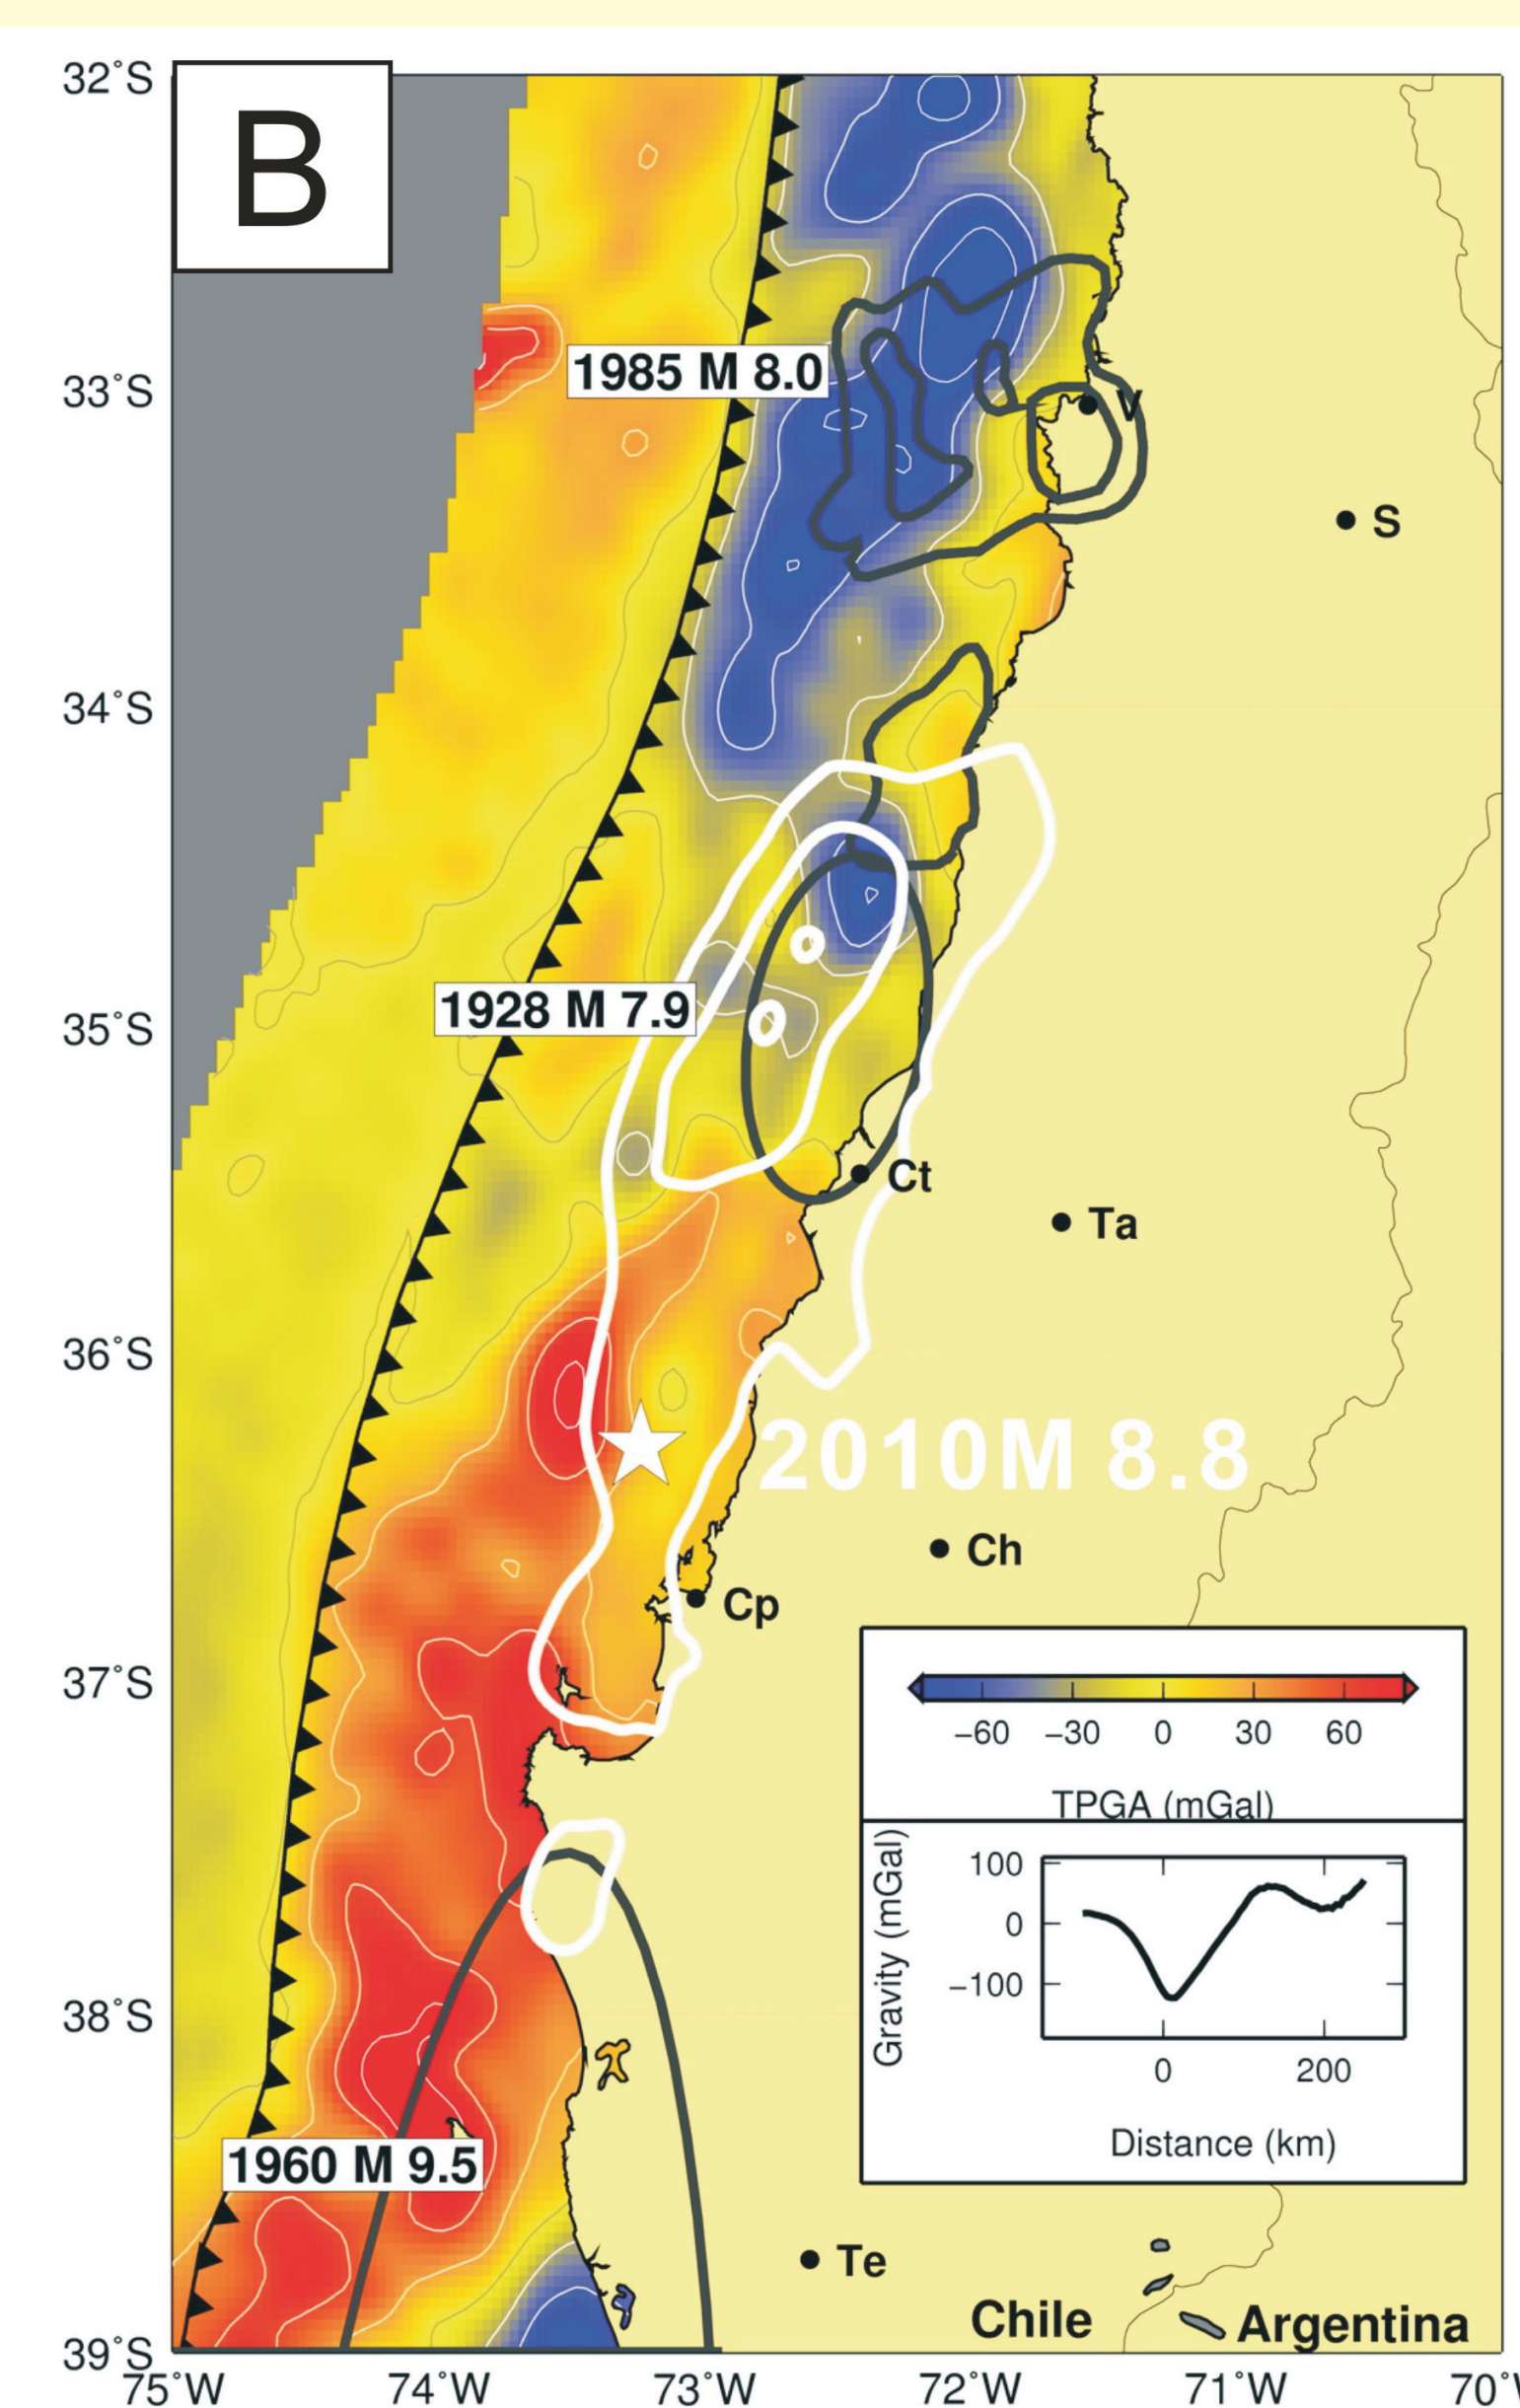 B
32°S
33°S
34°S
35°S
36°S
37°S
38°S
39°S
1985 M 8.0
V
S
1928 M 7.9
Ct
Ta
2010M 8.8
Ch
Cp
−60 −30 0 30 60
TPGA (mGal)
Gravity (mGal)
100
0
−100
0 200
Distance (km)
1960 M 9.5
Te
Chile
Argentina
75°W 74°W 73°W 72°W 71°W 70°W